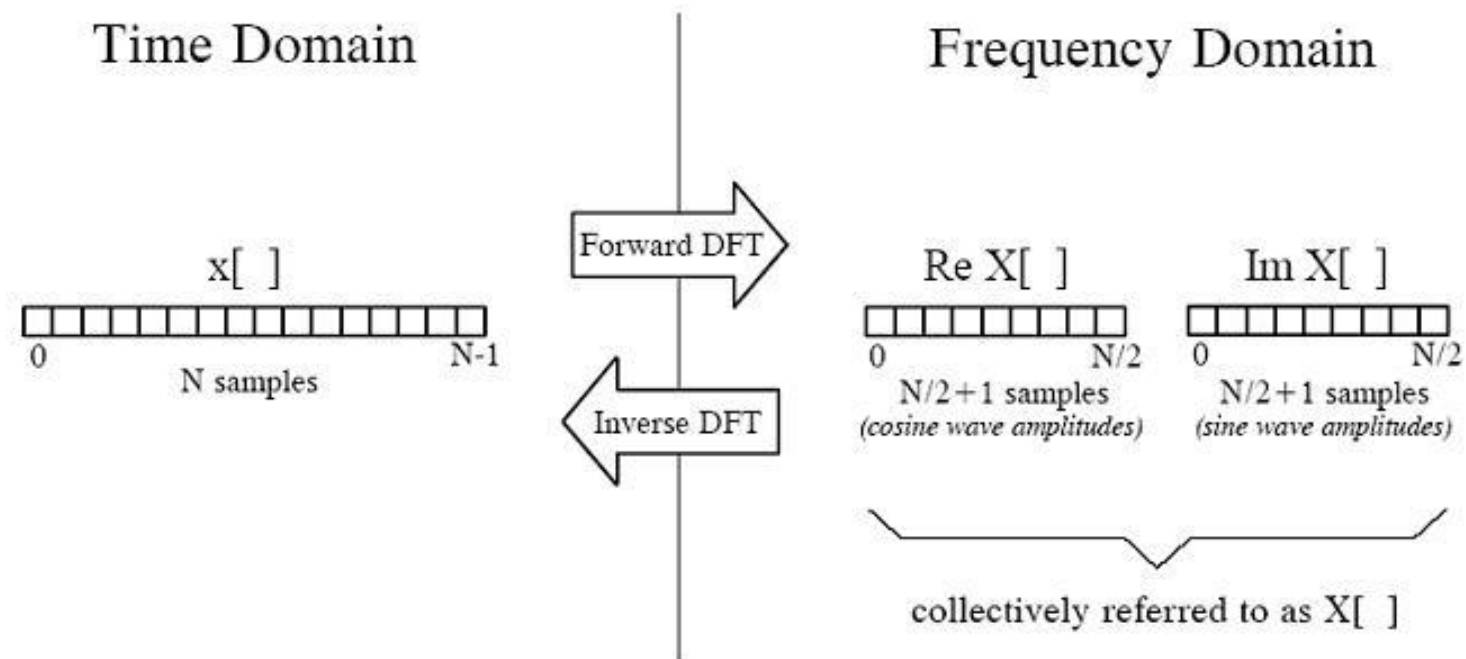 Time Domain
Frequency Domain
Forward DFT
x[ ]
0
N-1
N samples
Inverse DFT
Re X[ ]
0
N/2
N/2+1 samples
(cosine wave amplitudes)
Im X[ ]
0
N/2
N/2+1 samples
(sine wave amplitudes)
collectively referred to as X[ ]